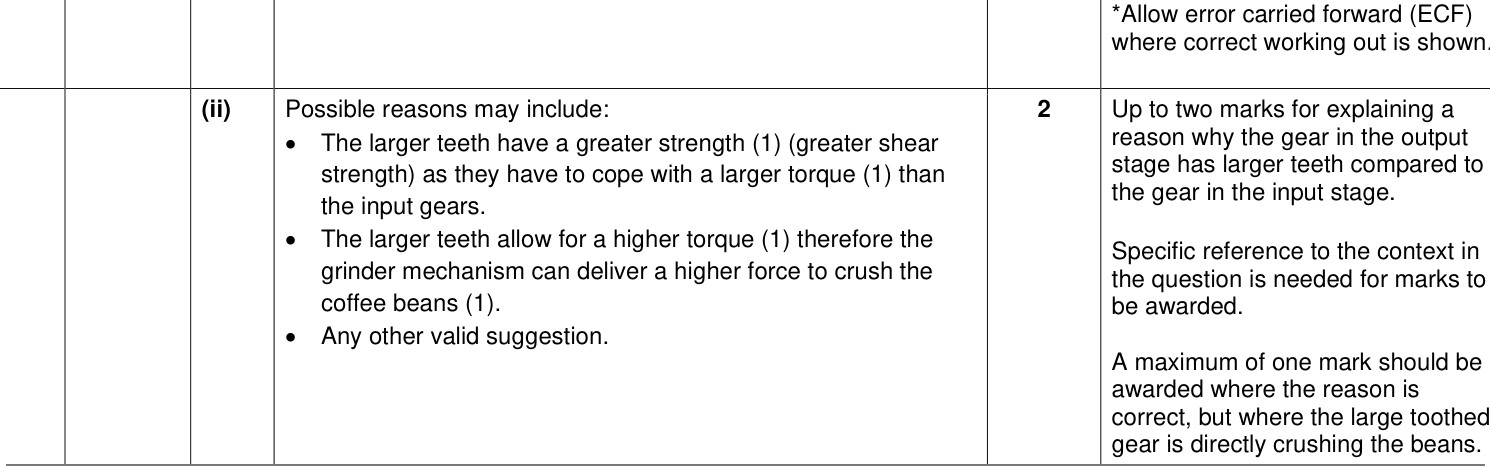 *Allow error carried forward (ECF)
where correct working out is shown.
(ii)
Possible reasons may include:
• The larger teeth have a greater strength (1) (greater shear
strength) as they have to cope with a larger torque (1) than
the input gears.
• The larger teeth allow for a higher torque (1) therefore the
grinder mechanism can deliver a higher force to crush the
coffee beans (1).
• Any other valid suggestion.
2
Up to two marks for explaining a
reason why the gear in the output
stage has larger teeth compared to
the gear in the input stage.
Specific reference to the context in
the question is needed for marks to
be awarded.
A maximum of one mark should be
awarded where the reason is
correct, but where the large toothed
gear is directly crushing the beans.